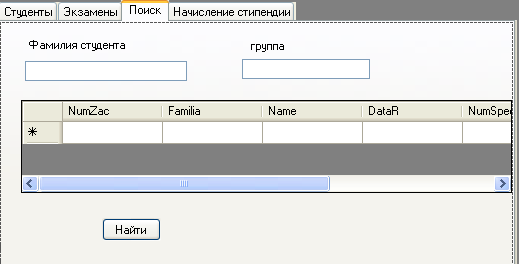 Студенты Экзамены Поиск Начисление стипендии
Фамилия студента группа
NumZac Familia Name DataR NumSpec
Найти